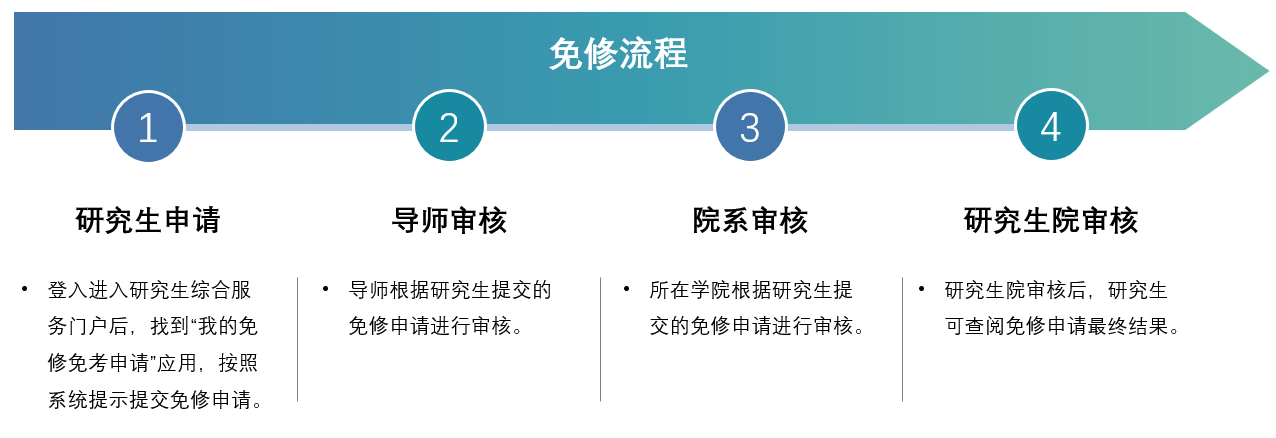 免修流程
1
2
3
4
研究生申请
导师审核
院系审核
研究生院审核
• 登入进入研究生综合服
务门户后，找到“我的免
修免考申请”应用，按照
系统提示提交免修申请。
• 导师根据研究生提交的
免修申请进行审核。
• 所在学院根据研究生提
交的免修申请进行审核。
• 研究生院审核后，研究生
可查阅免修申请最终结果。